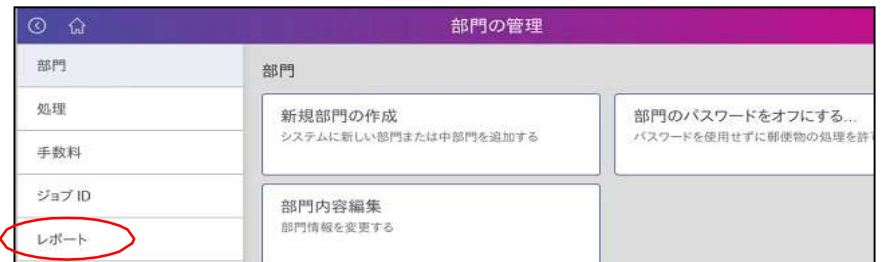 部門の管理
部門
処理
手数料
ジョブ ID
レポート
部門
新規部門の作成
システムに新しい部門または中部門を追加する
部門のパスワードをオフにする...
パスワードを使用せずに郵便物の処理を許
部門内容編集
部門情報を変更する